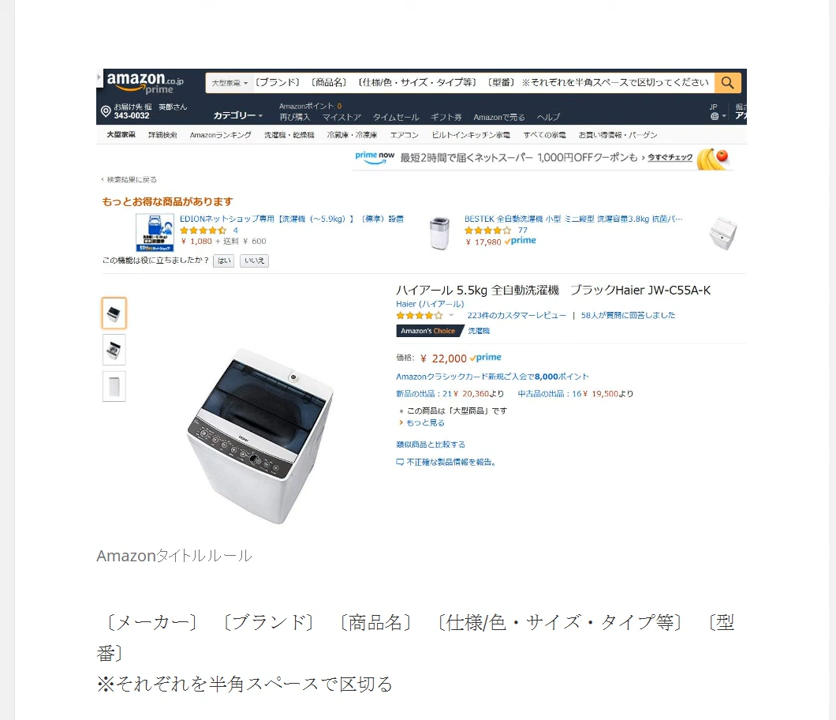 amazon.co.jp
prime
大型家電
〔ブランド〕 〔商品名〕 〔仕様/色・サイズ・タイプ等〕 〔型番〕 ※それぞれを半角スペースで区切ってください
お届け先 堀 英郎さん
343-0032
カテゴリー
Amazonポイント: 0
再び購入 マイストア タイムセール ギフト券 Amazonで売る ヘルプ
JP
大型家電 詳細検索 Amazonランキング 洗濯機・乾燥機 冷蔵庫・冷凍庫 エアコン ビルトインキッチン家電 すべての家電 お買い得情報・バーゲン
prime now 最短2時間で届くネットスーパー 1,000円OFFクーポンも › 今すぐチェック
‹ 検索結果に戻る
もっとお得な商品があります
EDIONネットショップ専用【洗濯機（～5.9kg）】（標準）設置
4
¥ 1,080 + 送料 ¥ 600
BESTEK 全自動洗濯機 小型 ミニ縦型 洗濯容量3.8kg 抗菌パ…
77
¥ 17,980 prime
この機能は役に立ちましたか？ はい いいえ
ハイアール 5.5kg 全自動洗濯機 ブラックHaier JW-C55A-K
Haier (ハイアール)
223件のカスタマーレビュー | 58人が質問に回答しました
Amazon's Choice 洗濯機
価格: ¥ 22,000 prime
Amazonクラシックカード新規ご入会で8,000ポイント
新品の出品：21¥ 20,360より 中古品の出品：16¥ 19,500より
この商品は「大型商品」です
もっと見る
類似商品と比較する
不正確な製品情報を報告。
Haier
Amazonタイトルルール
〔メーカー〕 〔ブランド〕 〔商品名〕 〔仕様/色・サイズ・タイプ等〕 〔型
番〕
※それぞれを半角スペースで区切る